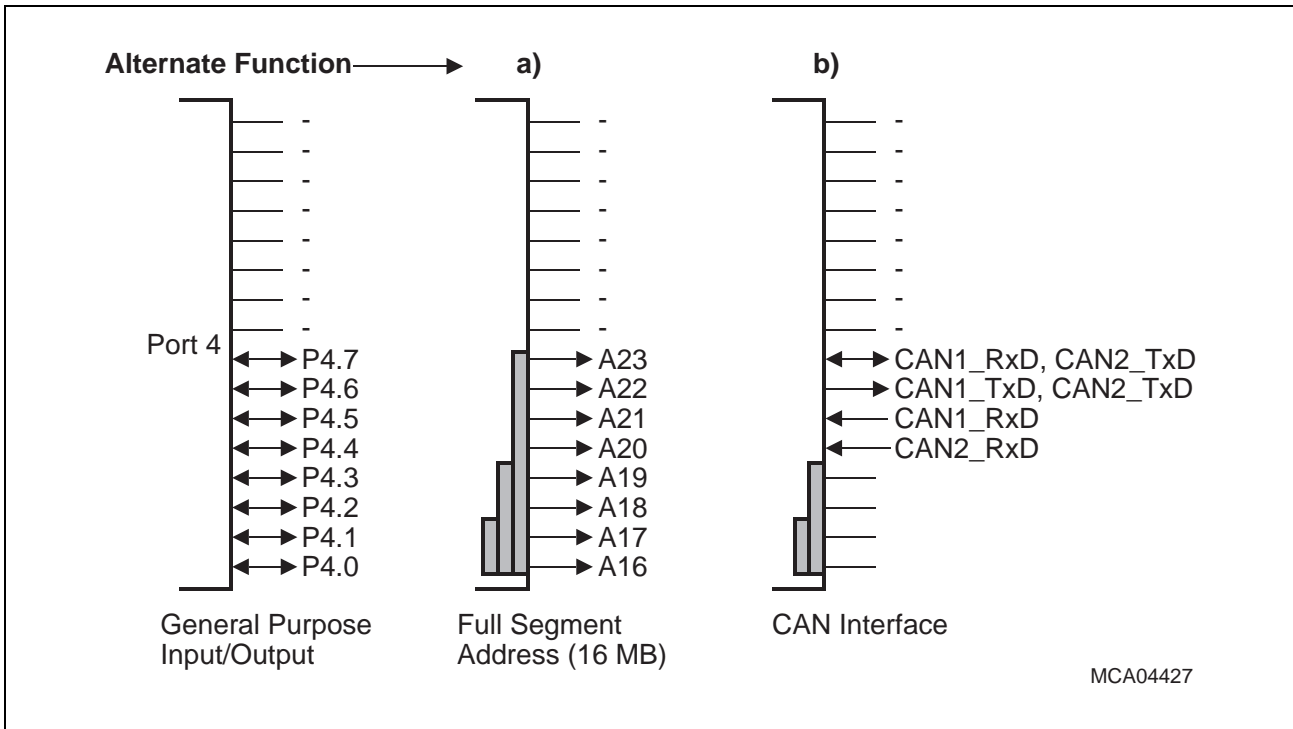 Alternate Function a) b)
- - -
- - -
- - -
- - -
- - -
- - -
- - -
- - -
Port 4
P4.7 A23 CAN1_RxD, CAN2_TxD
P4.6 A22 CAN1_TxD, CAN2_TxD
P4.5 A21 CAN1_RxD
P4.4 A20 CAN2_RxD
P4.3 A19
P4.2 A18
P4.1 A17
P4.0 A16
General Purpose Full Segment CAN Interface
Input/Output Address (16 MB)
MCA04427